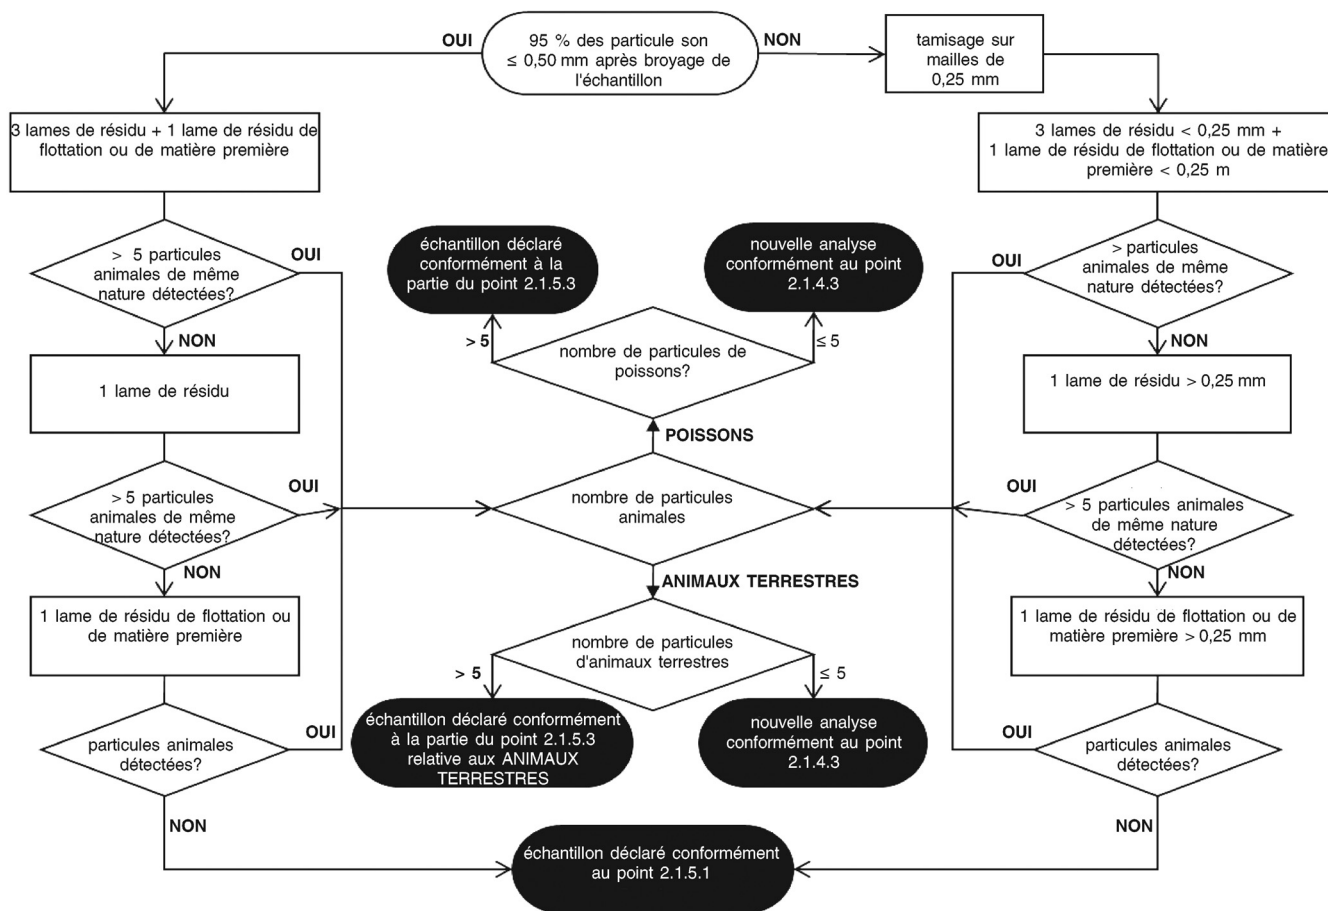 OUI
95 % des particule son
≤ 0,50 mm après broyage de
l'échantillon
NON
tamisage sur
mailles de
0,25 mm
3 lames de résidu + 1 lame de résidu de
flottation ou de matière première
3 lames de résidu < 0,25 mm +
1 lame de résidu de flottation ou de matière
première < 0,25 m
> 5 particules
animales de même
nature détectées?
OUI
échantillon déclaré
conformément à la
partie du point 2.1.5.3
nouvelle analyse
conformément au point
2.1.4.3
OUI
> particules
animales de même
nature détectées?
NON
> 5
nombre de particules de
poissons?
≤ 5
NON
1 lame de résidu
1 lame de résidu > 0,25 mm
POISSONS
> 5 particules
animales de même
nature détectées?
OUI
nombre de particules
animales
OUI
> 5 particules animales
de même nature
détectées?
NON
ANIMAUX TERRESTRES
NON
1 lame de résidu de flottation ou
de matière première
nombre de particules
d'animaux terrestres
1 lame de résidu de flottation ou de
matière première > 0,25 mm
> 5
≤ 5
particules animales
détectées?
OUI
échantillon déclaré conformément
à la partie du point 2.1.5.3
relative aux ANIMAUX
TERRESTRES
nouvelle analyse
conformément au point
2.1.4.3
OUI
particules animales
détectées?
NON
échantillon déclaré conformément
au point 2.1.5.1
NON